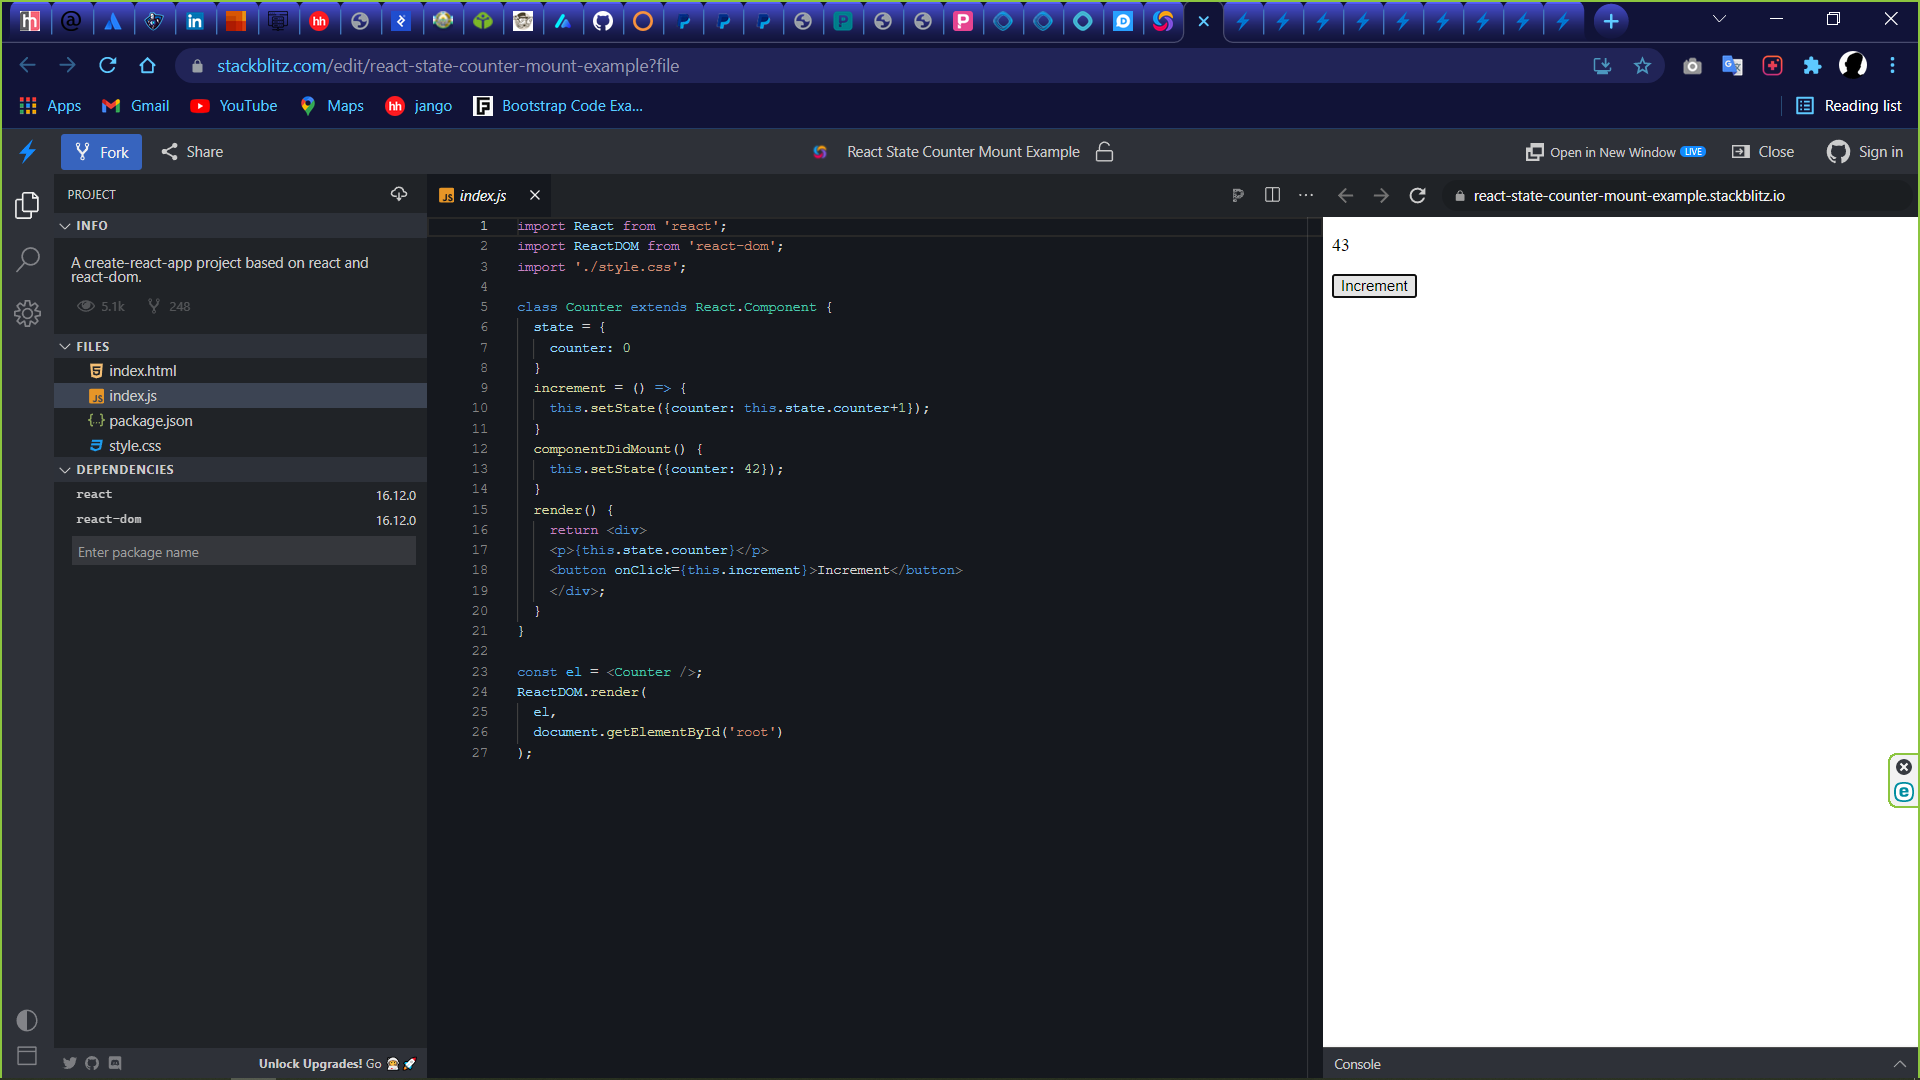 stackblitz.com/edit/react-state-counter-mount-example?file
Apps
Gmail
YouTube
Maps
jango
Bootstrap Code Exa...
Reading list
Fork
Share
React State Counter Mount Example
Open in New Window LIVE
Close
Sign in
PROJECT
INFO
A create-react-app project based on react and
react-dom.
5.1k
248
FILES
index.html
index.js
package.json
style.css
DEPENDENCIES
react 16.12.0
react-dom 16.12.0
Enter package name
Unlock Upgrades! Go
index.js
1 import React from 'react';
2 import ReactDOM from 'react-dom';
3 import './style.css';
4
5 class Counter extends React.Component {
6 state = {
7 counter: 0
8 }
9 increment = () => {
10 this.setState({counter: this.state.counter+1});
11 }
12 componentDidMount() {
13 this.setState({counter: 42});
14 }
15 render() {
16 return <div>
17 <p>{this.state.counter}</p>
18 <button onClick={this.increment}>Increment</button>
19 </div>;
20 }
21 }
22
23 const el = <Counter />;
24 ReactDOM.render(
25 el,
26 document.getElementById('root')
27 );
react-state-counter-mount-example.stackblitz.io
43
Increment
Console